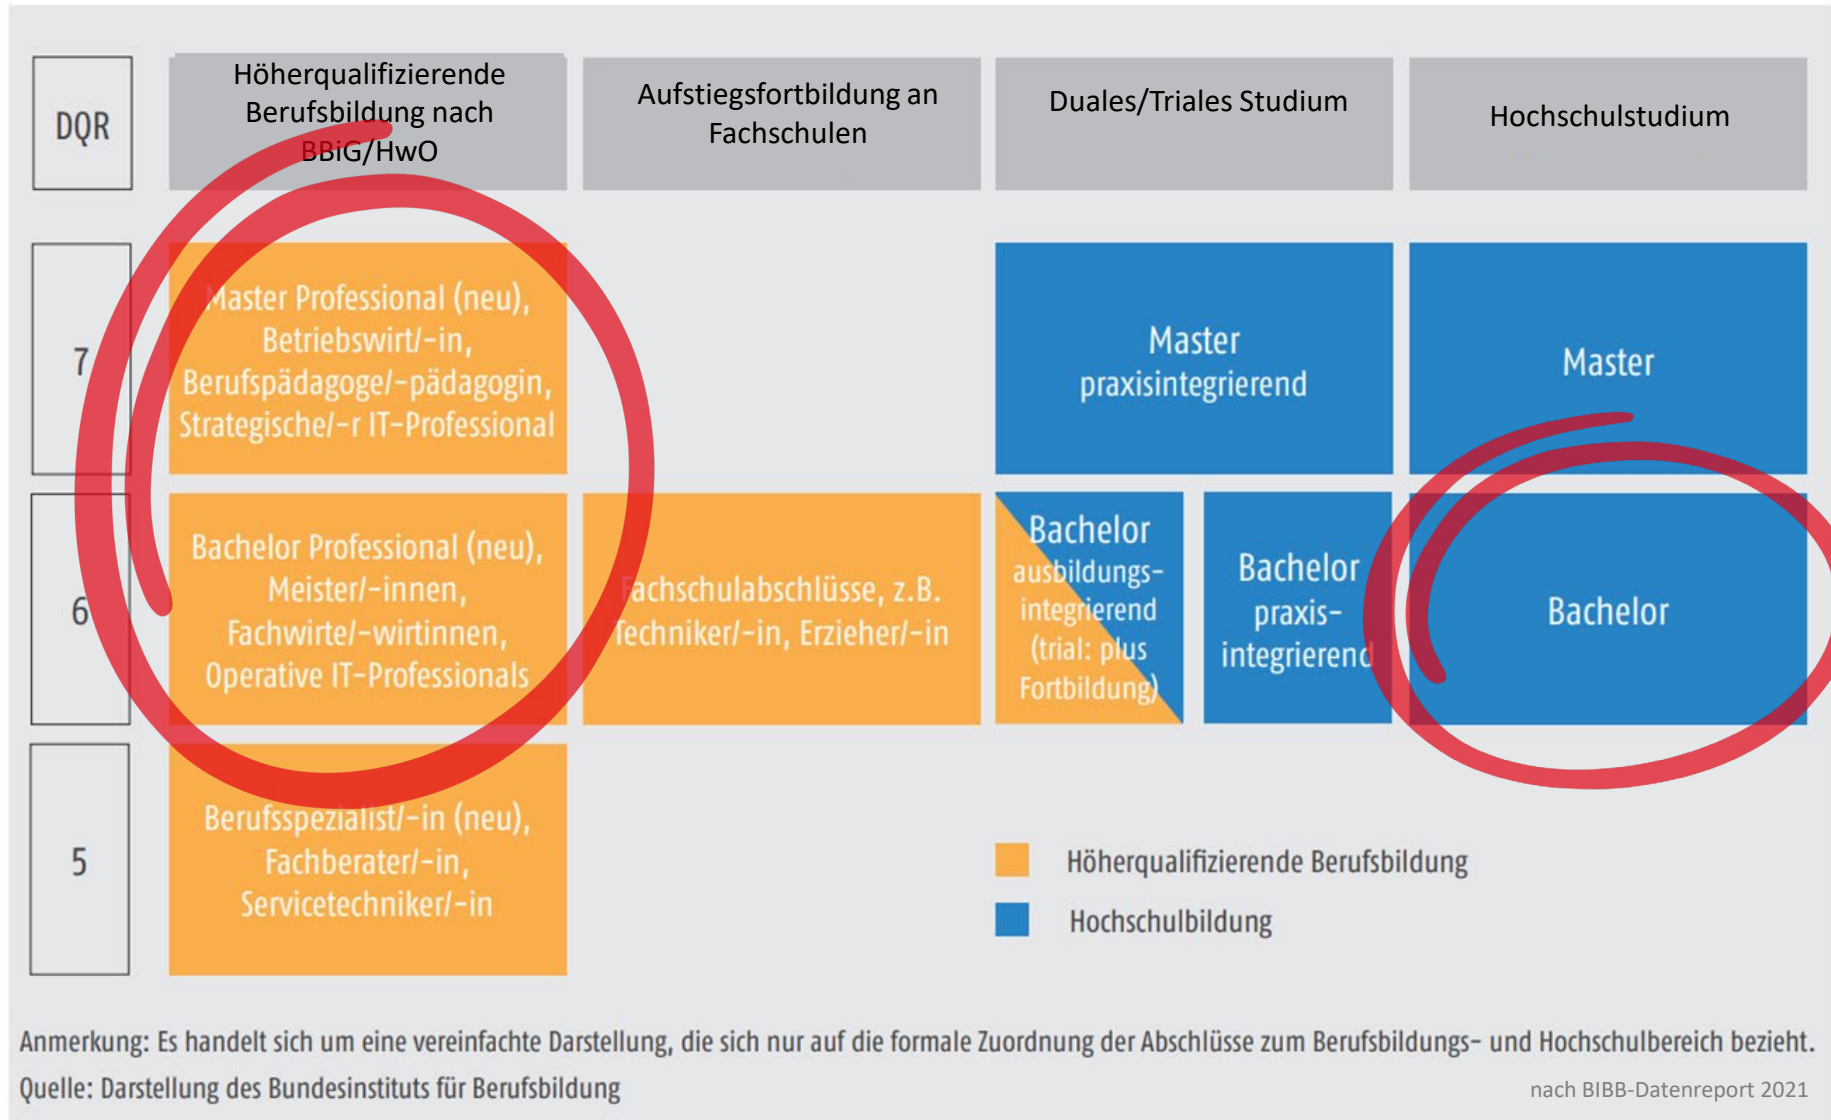 DQR
Höherqualifizierende
Berufsbildung nach
BBiG/HwO
Aufstiegsfortbildung an
Fachschulen
Duales/Triales Studium
Hochschulstudium
7
Master Professional (neu),
Betriebswirt/-in,
Berufspädagoge/-pädagogin,
Strategische/-r IT-Professional
Master
praxisintegrierend
Master
6
Bachelor Professional (neu),
Meister/-innen,
Fachwirte/-wirtinnen,
Operative IT-Professionals
Fachschulabschlüsse, z.B.
Techniker/-in, Erzieher/-in
Bachelor
ausbildungs-
integrierend
(trial: plus
Fortbildung)
Bachelor
praxis-
integrierend
Bachelor
5
Berufsspezialist/-in (neu),
Fachberater/-in,
Servicetechniker/-in
Höherqualifizierende Berufsbildung
Hochschulbildung
Anmerkung: Es handelt sich um eine vereinfachte Darstellung, die sich nur auf die formale Zuordnung der Abschlüsse zum Berufsbildungs- und Hochschulbereich bezieht.
Quelle: Darstellung des Bundesinstituts für Berufsbildung
nach BIBB-Datenreport 2021